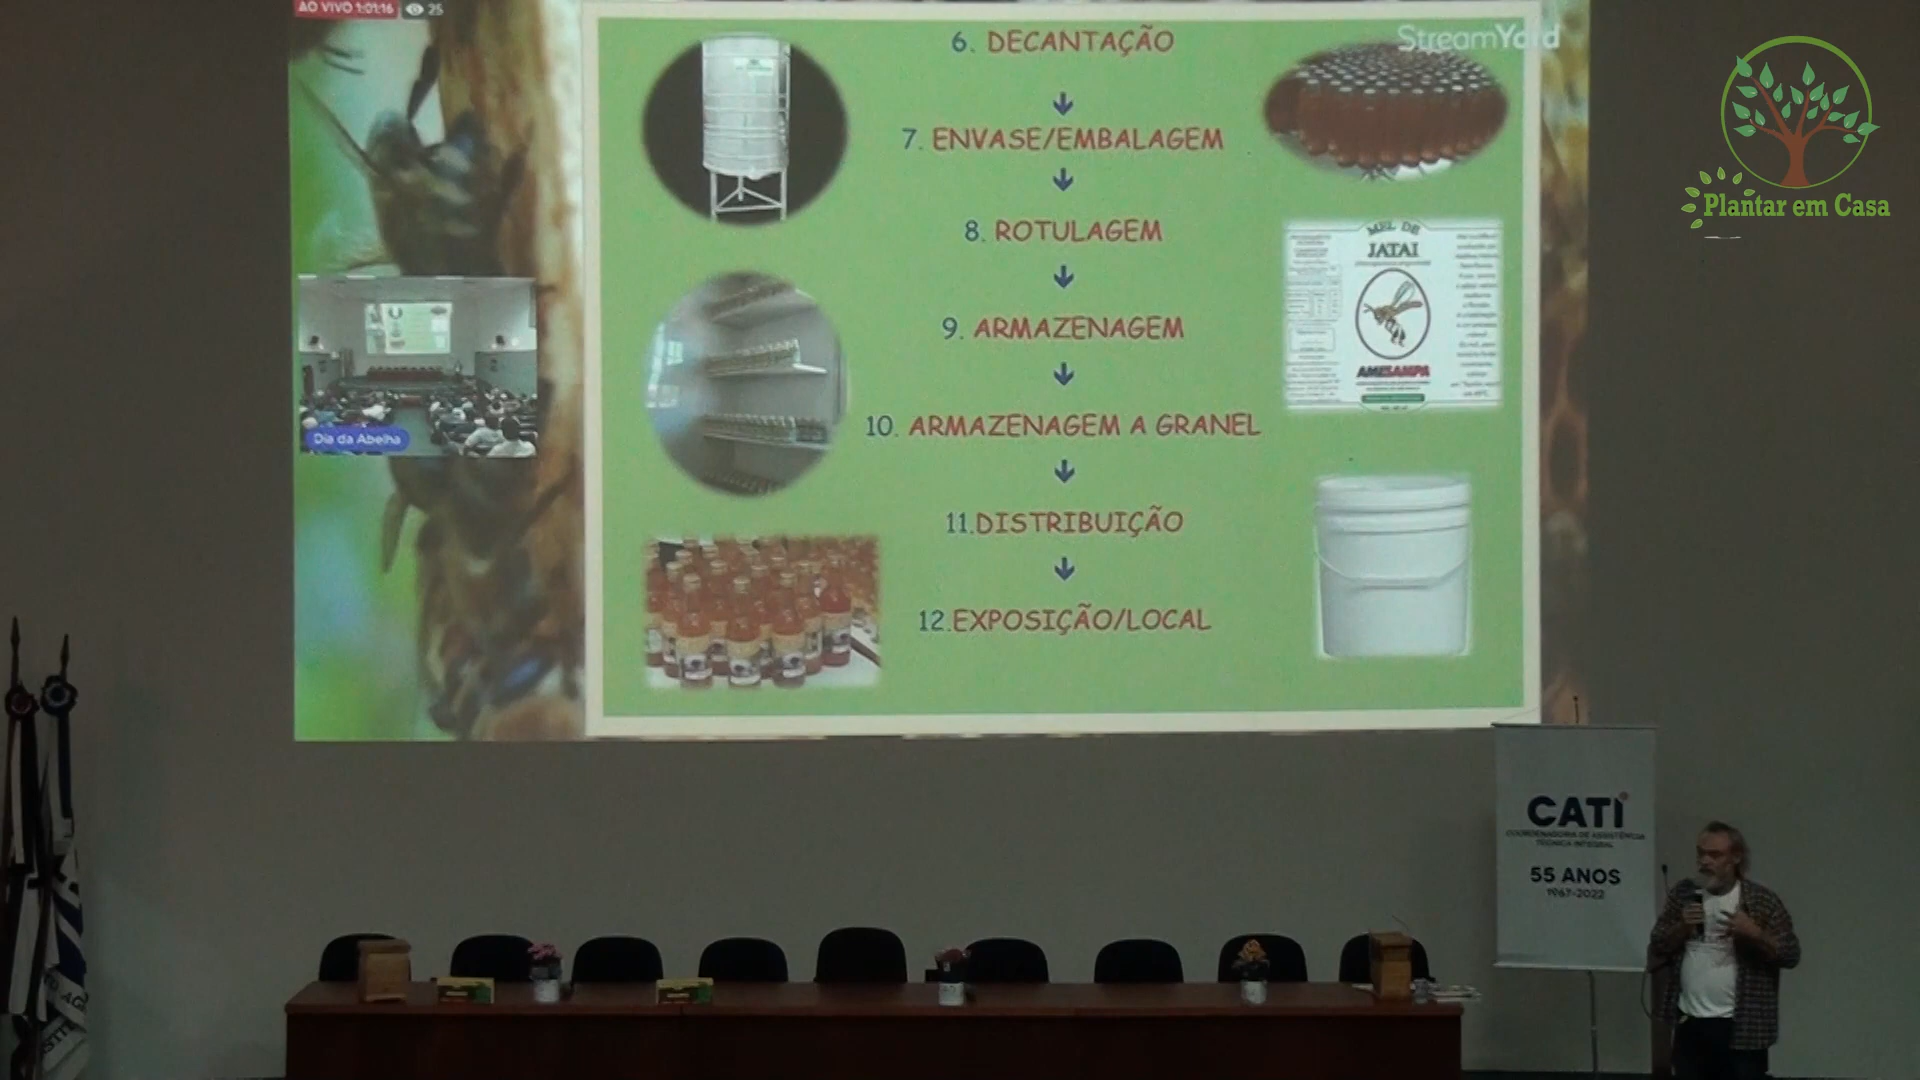 AO VIVO 1:01:16
25
StreamYard
6. DECANTAÇÃO
7. ENVASE/EMBALAGEM
8. ROTULAGEM
9. ARMAZENAGEM
10. ARMAZENAGEM A GRANEL
11.DISTRIBUIÇÃO
12.EXPOSIÇÃO/LOCAL
MEL DE
JATAI
AMESAMPA
Dia da Abelha
Plantar em Casa
CATI
COORDENADORIA DE ASSISTÊNCIA
TÉCNICA INTEGRAL
55 ANOS
1967-2022